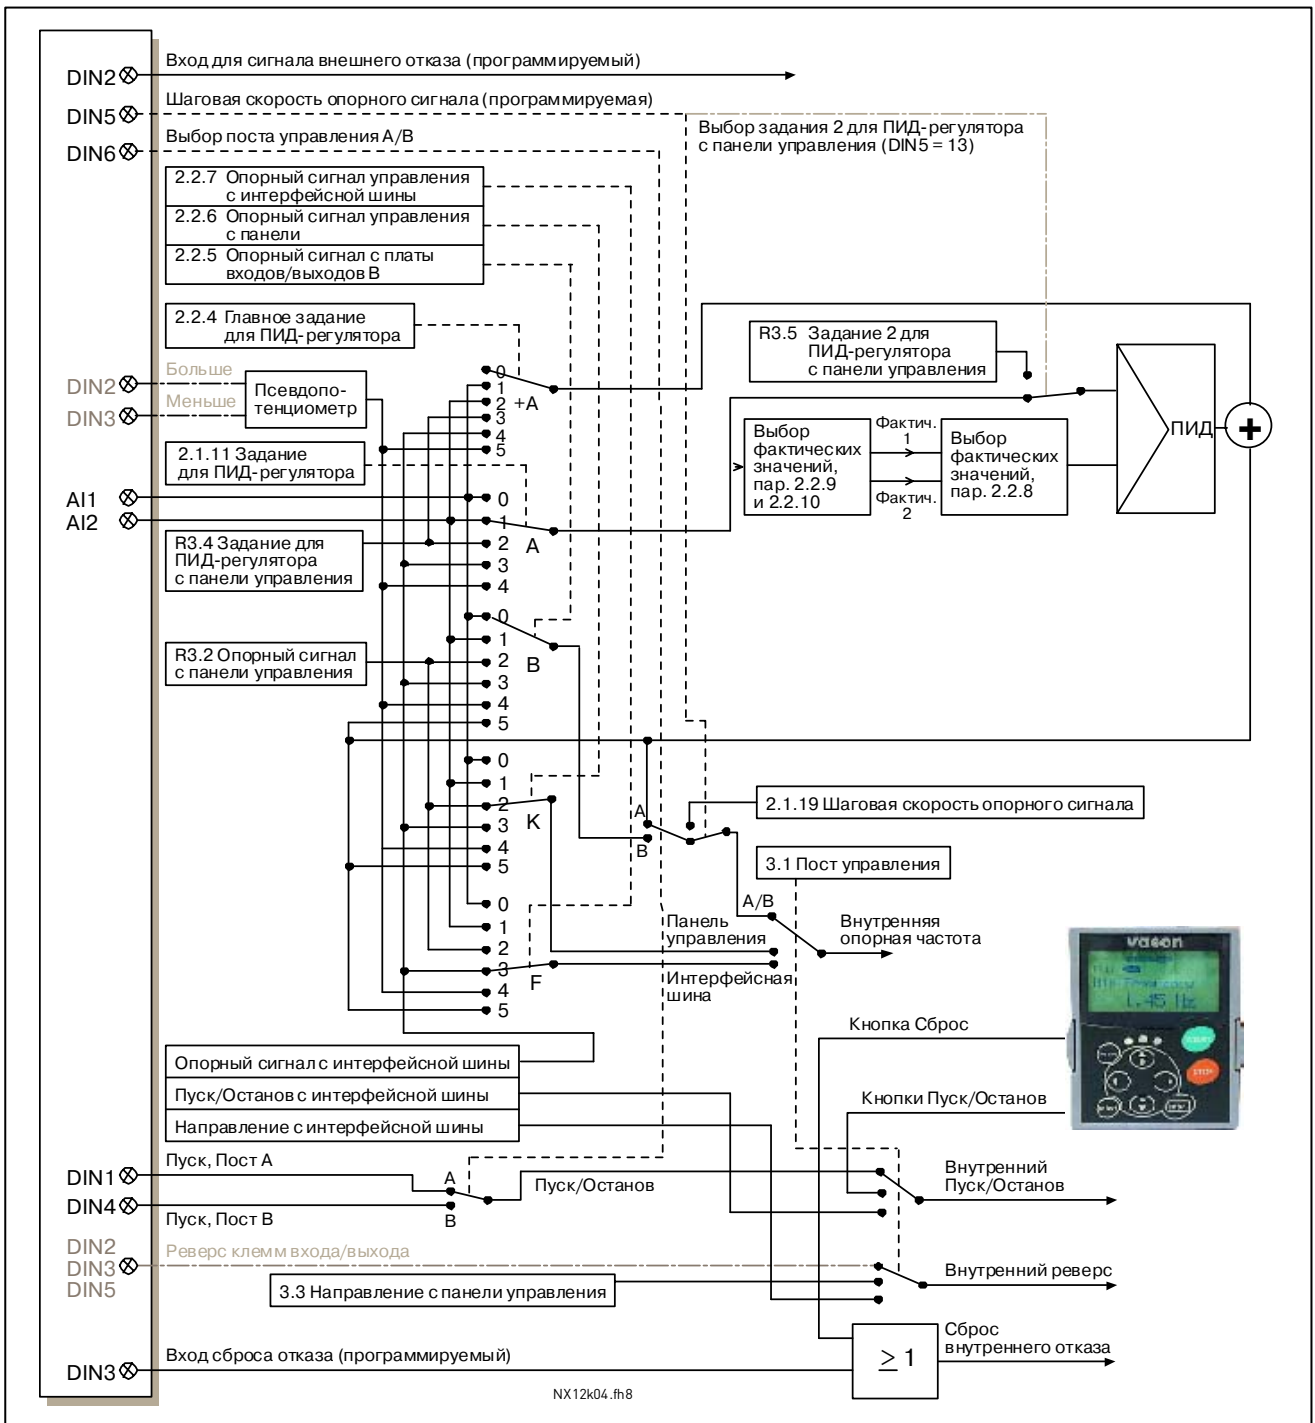 Вход для сигнала внешнего отказа (программируемый)
DIN2
Шаговая скорость опорного сигнала (программируемая)
DIN5
Выбор задания 2 для ПИД-регулятора
с панели управления (DIN5 = 13)
Выбор поста управления А/В
DIN6
2.2.7 Опорный сигнал управления
с интерфейсной шины
2.2.6 Опорный сигнал управления
с панели
2.2.5 Опорный сигнал с платы
входов/выходов В
2.2.4 Главное задание
для ПИД-регулятора
R3.5 Задание 2 для
ПИД-регулятора
с панели управления
Больше
DIN2
Меньше
DIN3
Псевдопо-
тенциометр
0
1
2
+A
3
4
5
2.1.11 Задание
для ПИД-регулятора
Выбор
фактических
значений,
пар. 2.2.9
и 2.2.10
Фактич.
1
Фактич.
2
Выбор
фактических
значений,
пар. 2.2.8
ПИД
+
AI1
AI2
0
1
A
2
3
4
R3.4 Задание для
ПИД-регулятора
с панели управления
0
1
B
2
3
4
5
R3.2 Опорный сигнал
с панели управления
0
1
2
K
3
4
5
A
B
2.1.19 Шаговая скорость опорного сигнала
3.1 Пост управления
0
1
2
3
F
4
5
A/B
Панель
управления
Интерфейсная
шина
Внутренняя
опорная частота
vacon
1.45 Hz
START
STOP
Кнопка Сброс
Опорный сигнал с интерфейсной шины
Пуск/Останов с интерфейсной шины
Направление с интерфейсной шины
Кнопки Пуск/Останов
Пуск, Пост А
DIN1
DIN4
Пуск, Пост В
A
B
Пуск/Останов
Внутренний
Пуск/Останов
DIN2
DIN3
DIN5
Реверс клемм входа/выхода
3.3 Направление с панели управления
Внутренний реверс
Вход сброса отказа (программируемый)
DIN3
≥ 1
Сброс
внутреннего отказа
NX12k04.fh8